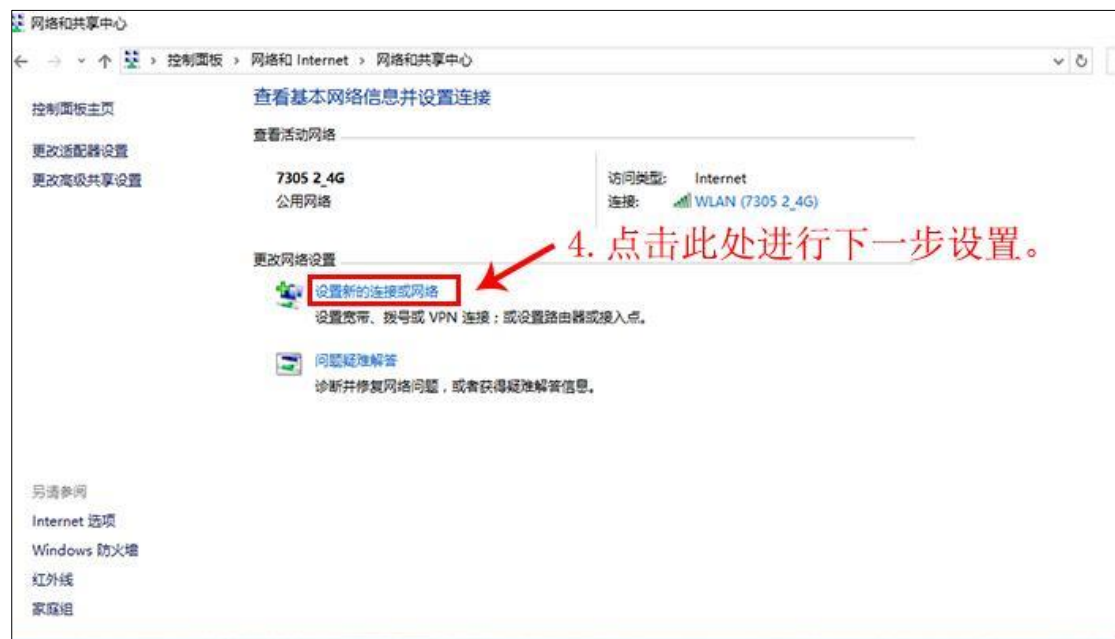 网络和共享中心
控制面板 › 网络和 Internet › 网络和共享中心
控制面板主页
更改适配器设置
更改高级共享设置
查看基本网络信息并设置连接
查看活动网络
7305 2_4G
公用网络
访问类型: Internet
连接: WLAN (7305 2_4G)
4. 点击此处进行下一步设置。
更改网络设置
设置新的连接或网络
设置宽带、拨号或 VPN 连接；或设置路由器或接入点。
问题疑难解答
诊断并修复网络问题，或者获得疑难解答信息。
另请参阅
Internet 选项
Windows 防火墙
红外线
家庭组